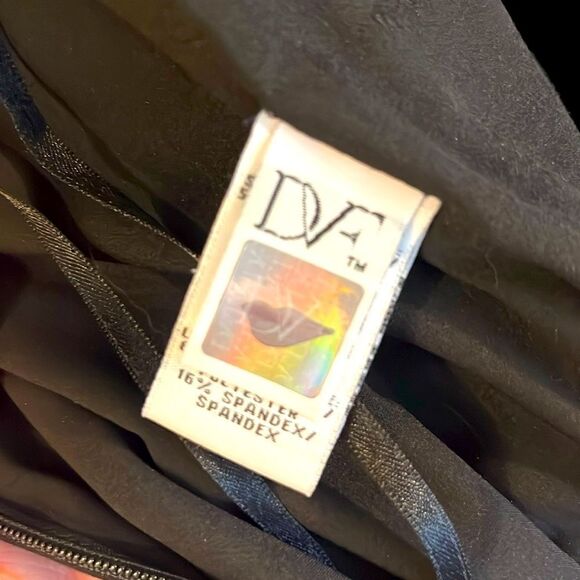 DVF
TM
POLYESTER
16% SPANDEX/
SPANDEX